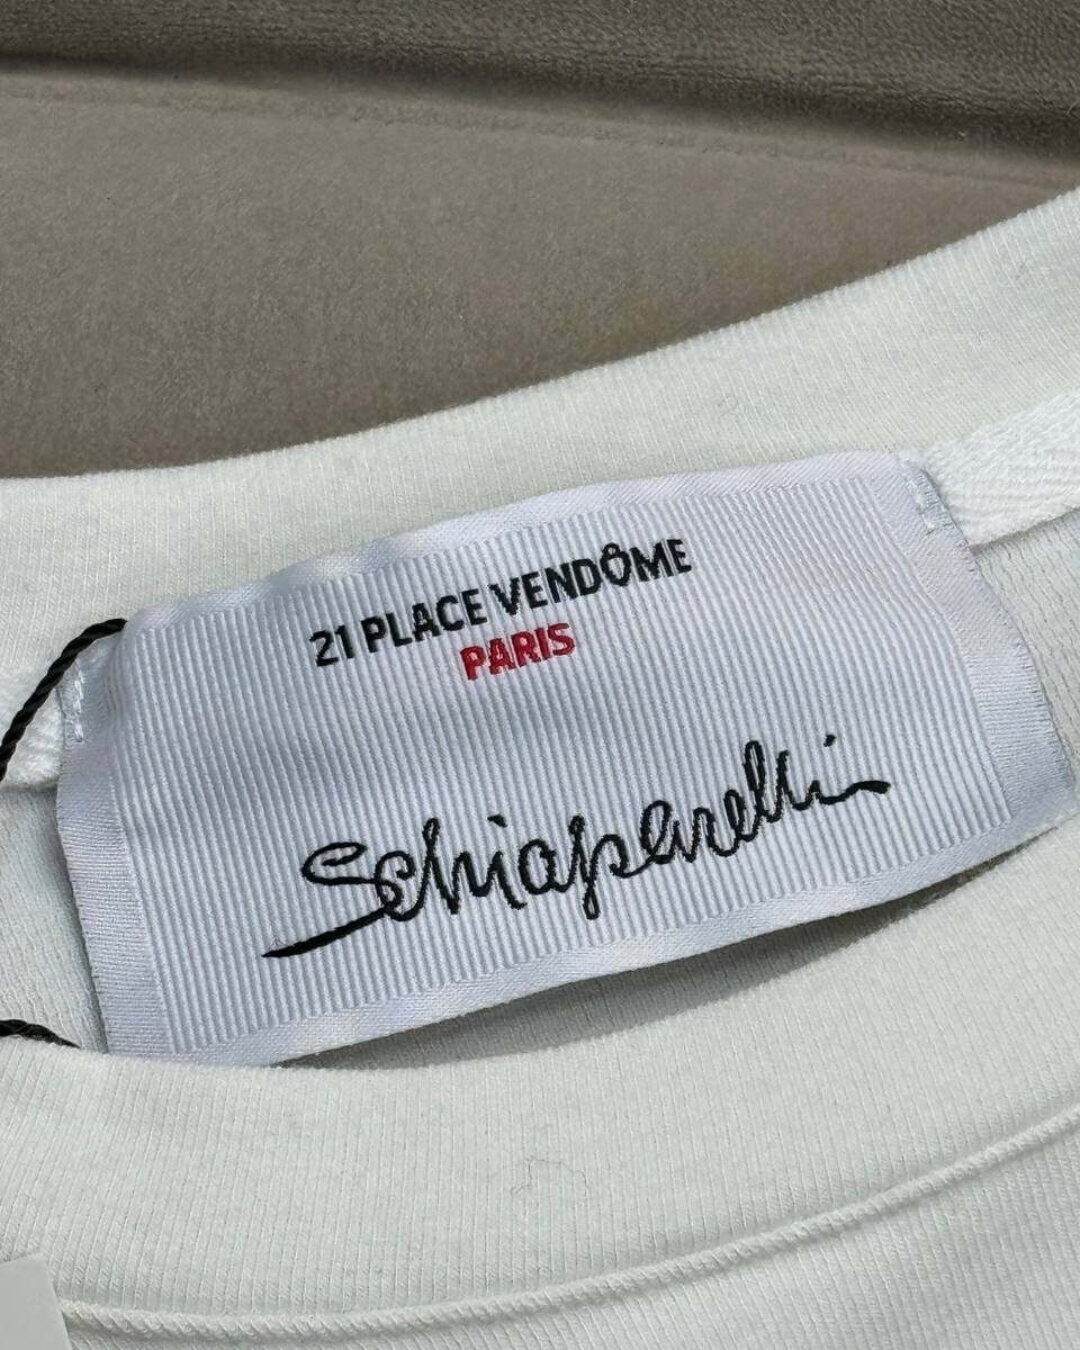 21 PLACE VENDÔME
PARIS
Schiaparelli